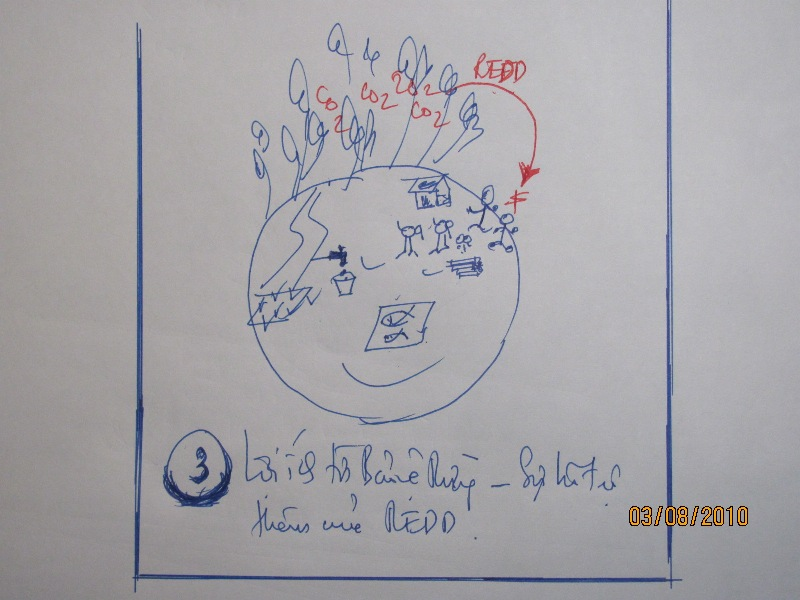 REDD
CO2 CO2 CO2 CO2
$
3 Lợi ích từ Bảo vệ Rừng – Sự hỗ trợ
thêm của REDD
03/08/2010